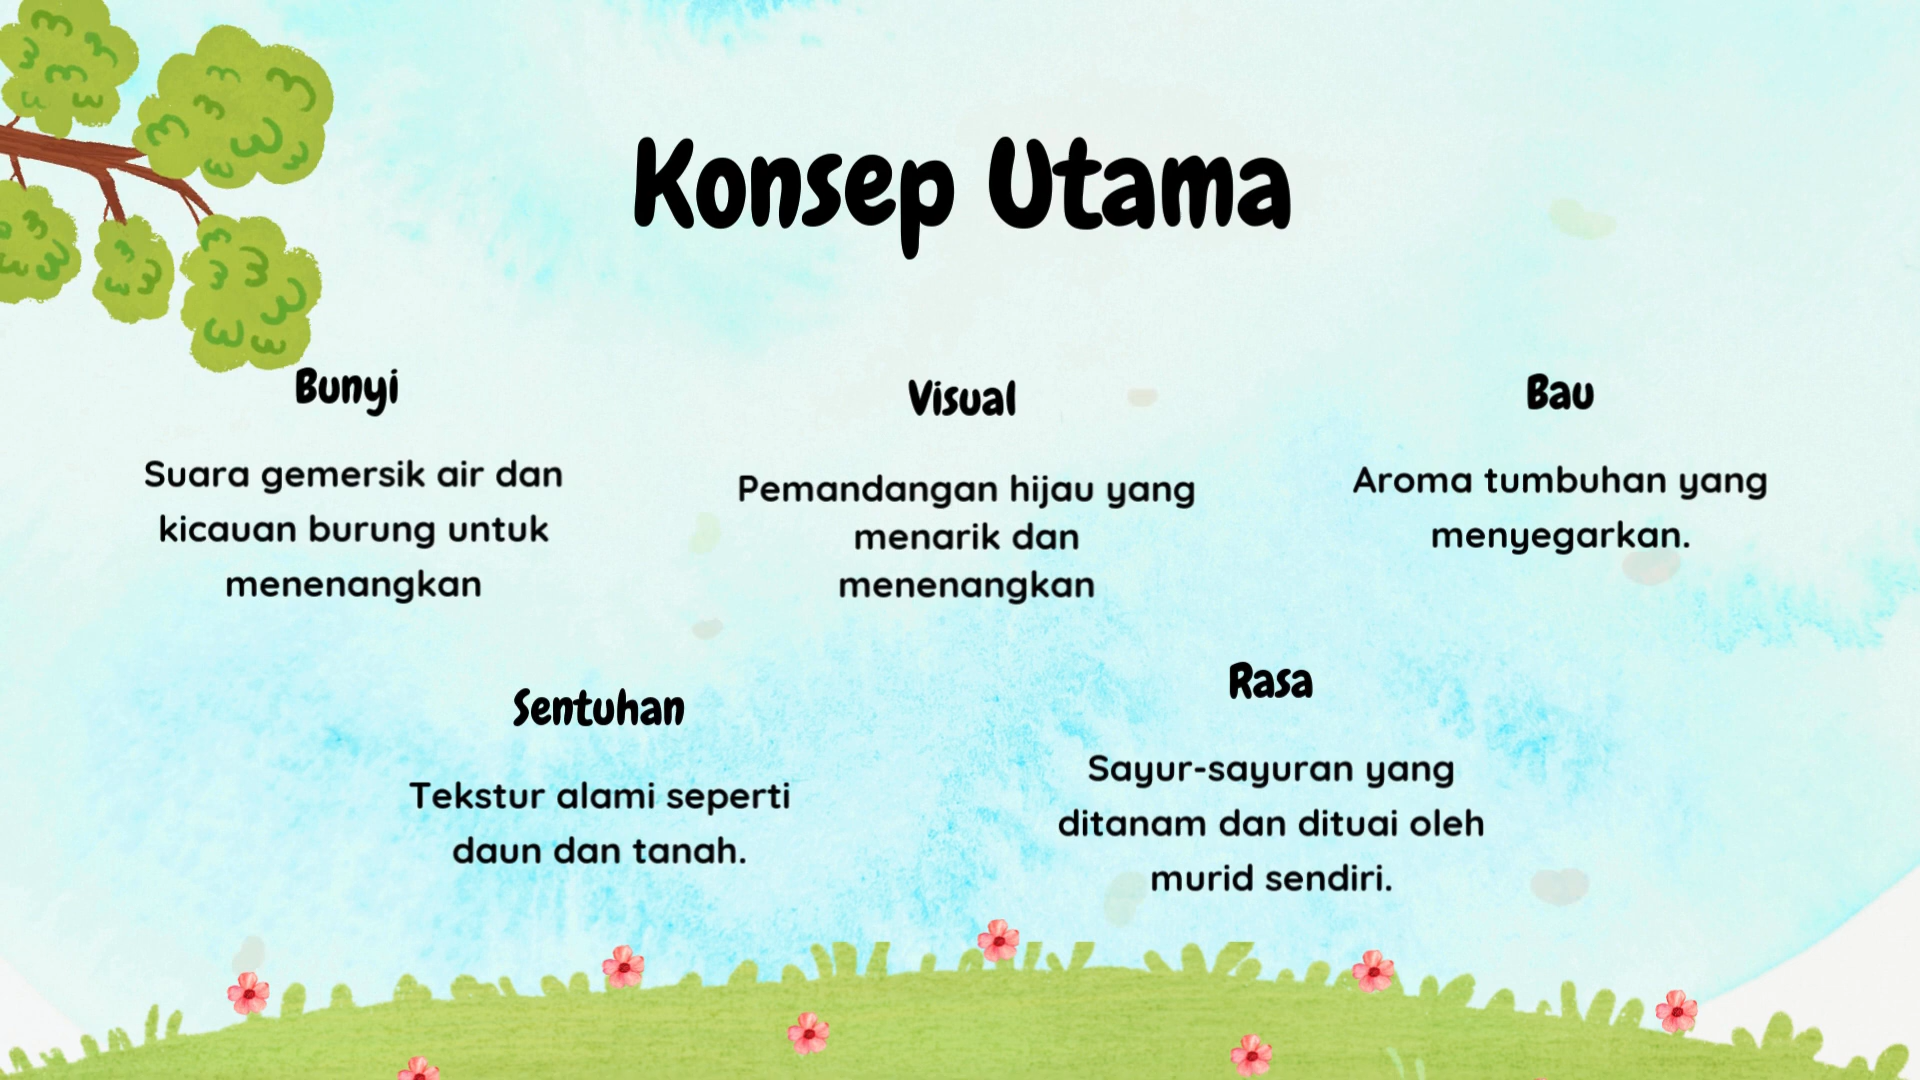 Konsep Utama
Bunyi
Suara gemersik air dan
kicauan burung untuk
menenangkan
Visual
Pemandangan hijau yang
menarik dan
menenangkan
Bau
Aroma tumbuhan yang
menyegarkan.
Sentuhan
Tekstur alami seperti
daun dan tanah.
Rasa
Sayur-sayuran yang
ditanam dan dituai oleh
murid sendiri.